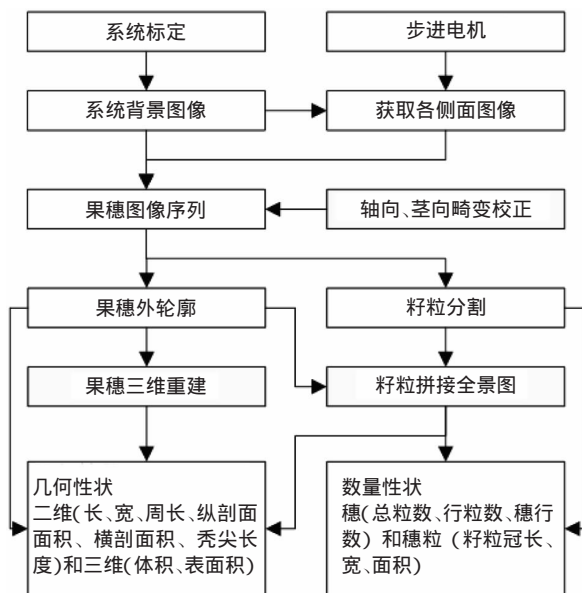 系统标定
步进电机
系统背景图像
获取各侧面图像
果穗图像序列
轴向、茎向畸变校正
果穗外轮廓
籽粒分割
果穗三维重建
籽粒拼接全景图
几何性状
二维(长、宽、周长、纵剖面
面积、横剖面积、秃尖长
度)和三维(体积、表面积)
数量性状
穗(总粒数、行粒数、穗行
数) 和穗粒 (籽粒冠长、
宽、面积)